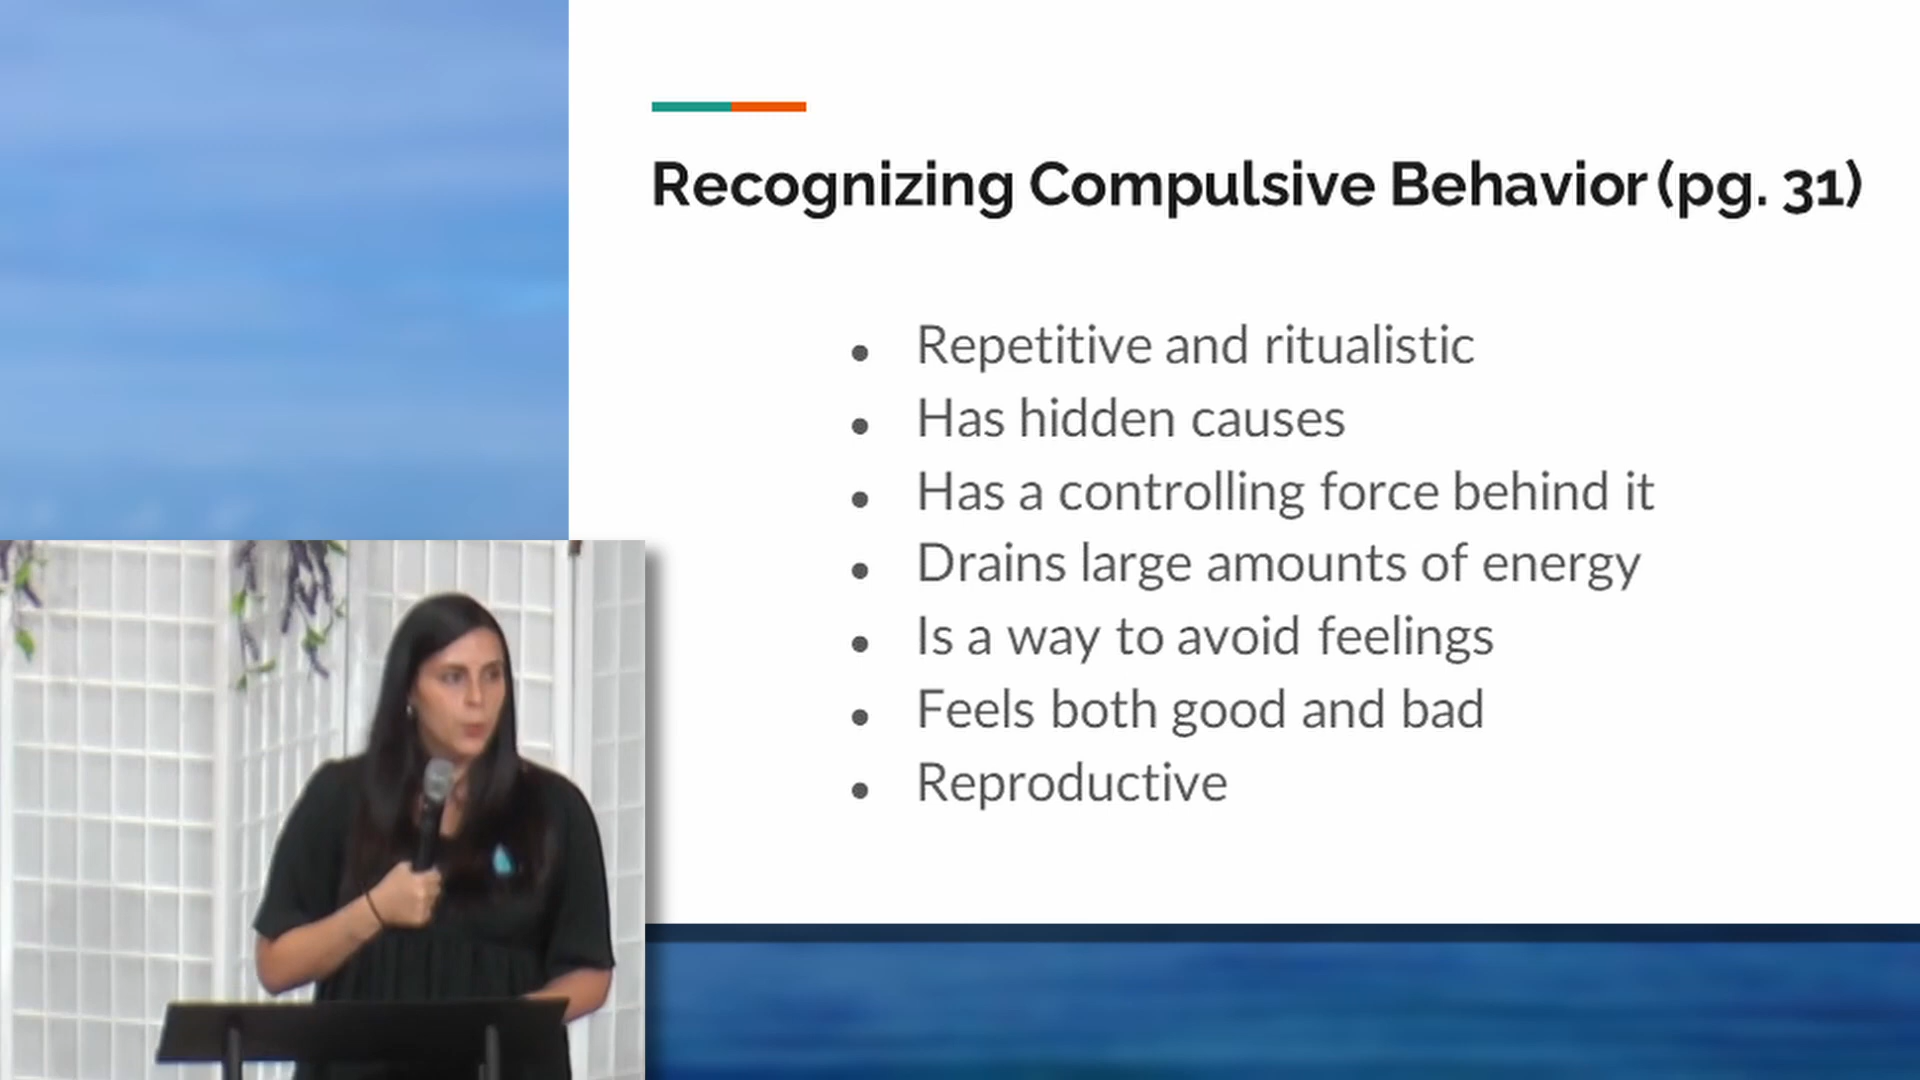 Recognizing Compulsive Behavior (pg. 31)
• Repetitive and ritualistic
• Has hidden causes
• Has a controlling force behind it
• Drains large amounts of energy
• Is a way to avoid feelings
• Feels both good and bad
• Reproductive